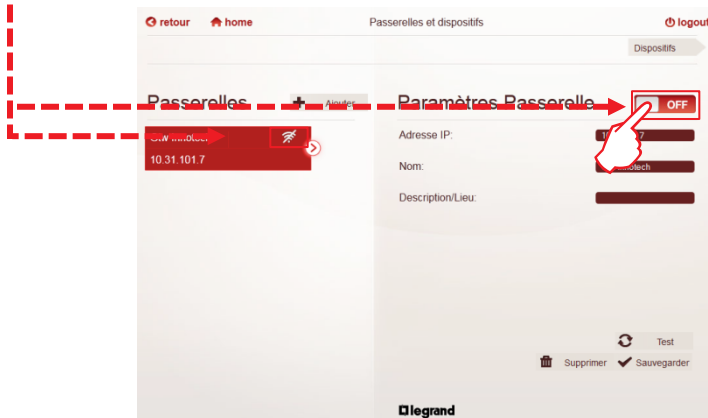 retour home Passerelles et dispositifs logout
Dispositifs
Passerelles Ajouter Paramètres Passerelle OFF
Adresse IP:
10.31.101.7
Nom:
Description/Lieu:
Test
Supprimer Sauvegarder
legrand